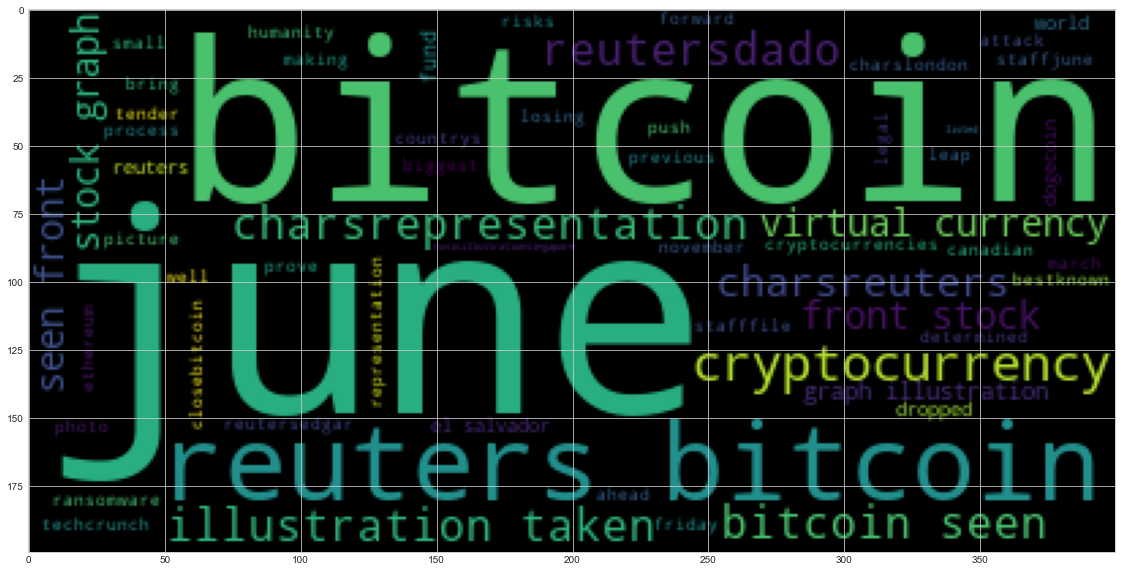 0
small
stock graph
humanity
making
fund
risks
reutersdado
forward
charslondon
attack
world
staffjune
bring
tender
process
reuters
bitcoin
countrys
biggest
losing
push
previous
legal
leap
dogecoin
25
50
75
seen front
picture
charsrepresentation
virtual currency
november
cryptocurrencies
canadian
march
bestknown
june
well
prove
representation
closebitcoin
ethereum
charsreuters
front stock
stafffile
determined
cryptocurrency
graph illustration
dropped
100
125
150
photo
reutersedgar
el salvador
reuters bitcoin
175
ransomware
ahead
techcrunch
illustration taken
friday
bitcoin seen
0
50
100
150
200
250
300
350